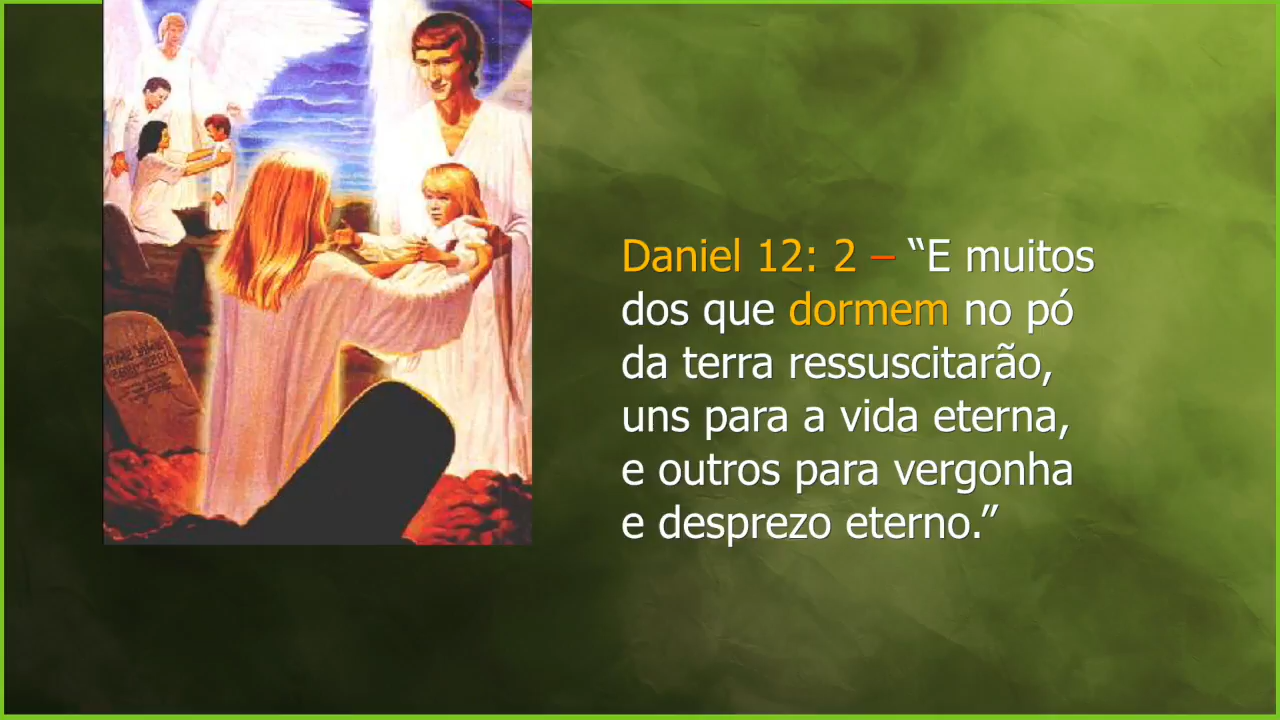 Daniel 12: 2 – “E muitos
dos que dormem no pó
da terra ressuscitarão,
uns para a vida eterna,
e outros para vergonha
e desprezo eterno.”